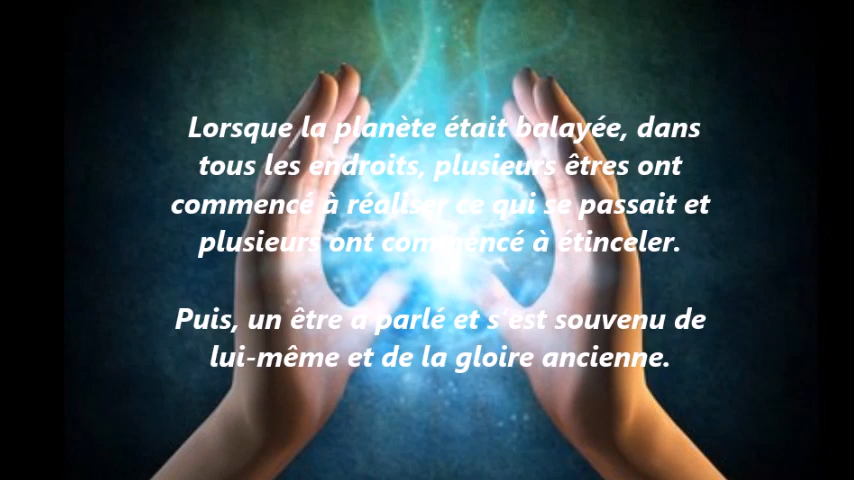 Lorsque la planète était balayée, dans
tous les endroits, plusieurs êtres ont
commencé à réaliser ce qui se passait et
plusieurs ont commencé à étinceler.
Puis, un être a parlé et s'est souvenu de
lui-même et de la gloire ancienne.